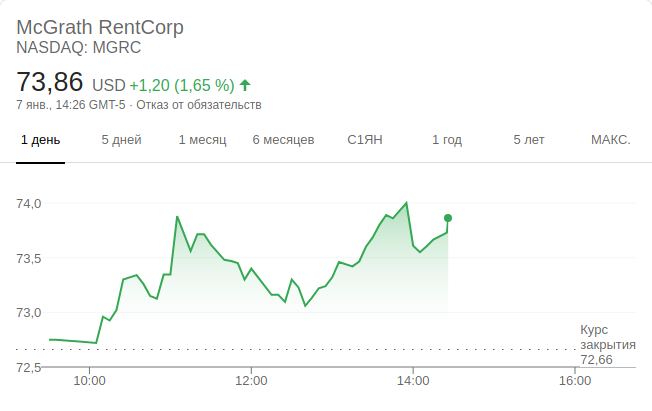 McGrath RentCorp
NASDAQ: MGRC
73,86 USD +1,20 (1,65 %)
7 янв., 14:26 GMT-5 · Отказ от обязательств
1 день 5 дней 1 месяц 6 месяцев С1ЯН 1 год 5 лет МАКС.
74,0
73,5
73,0
Курс
закрытия
72,66
72,5
10:00 12:00 14:00 16:00